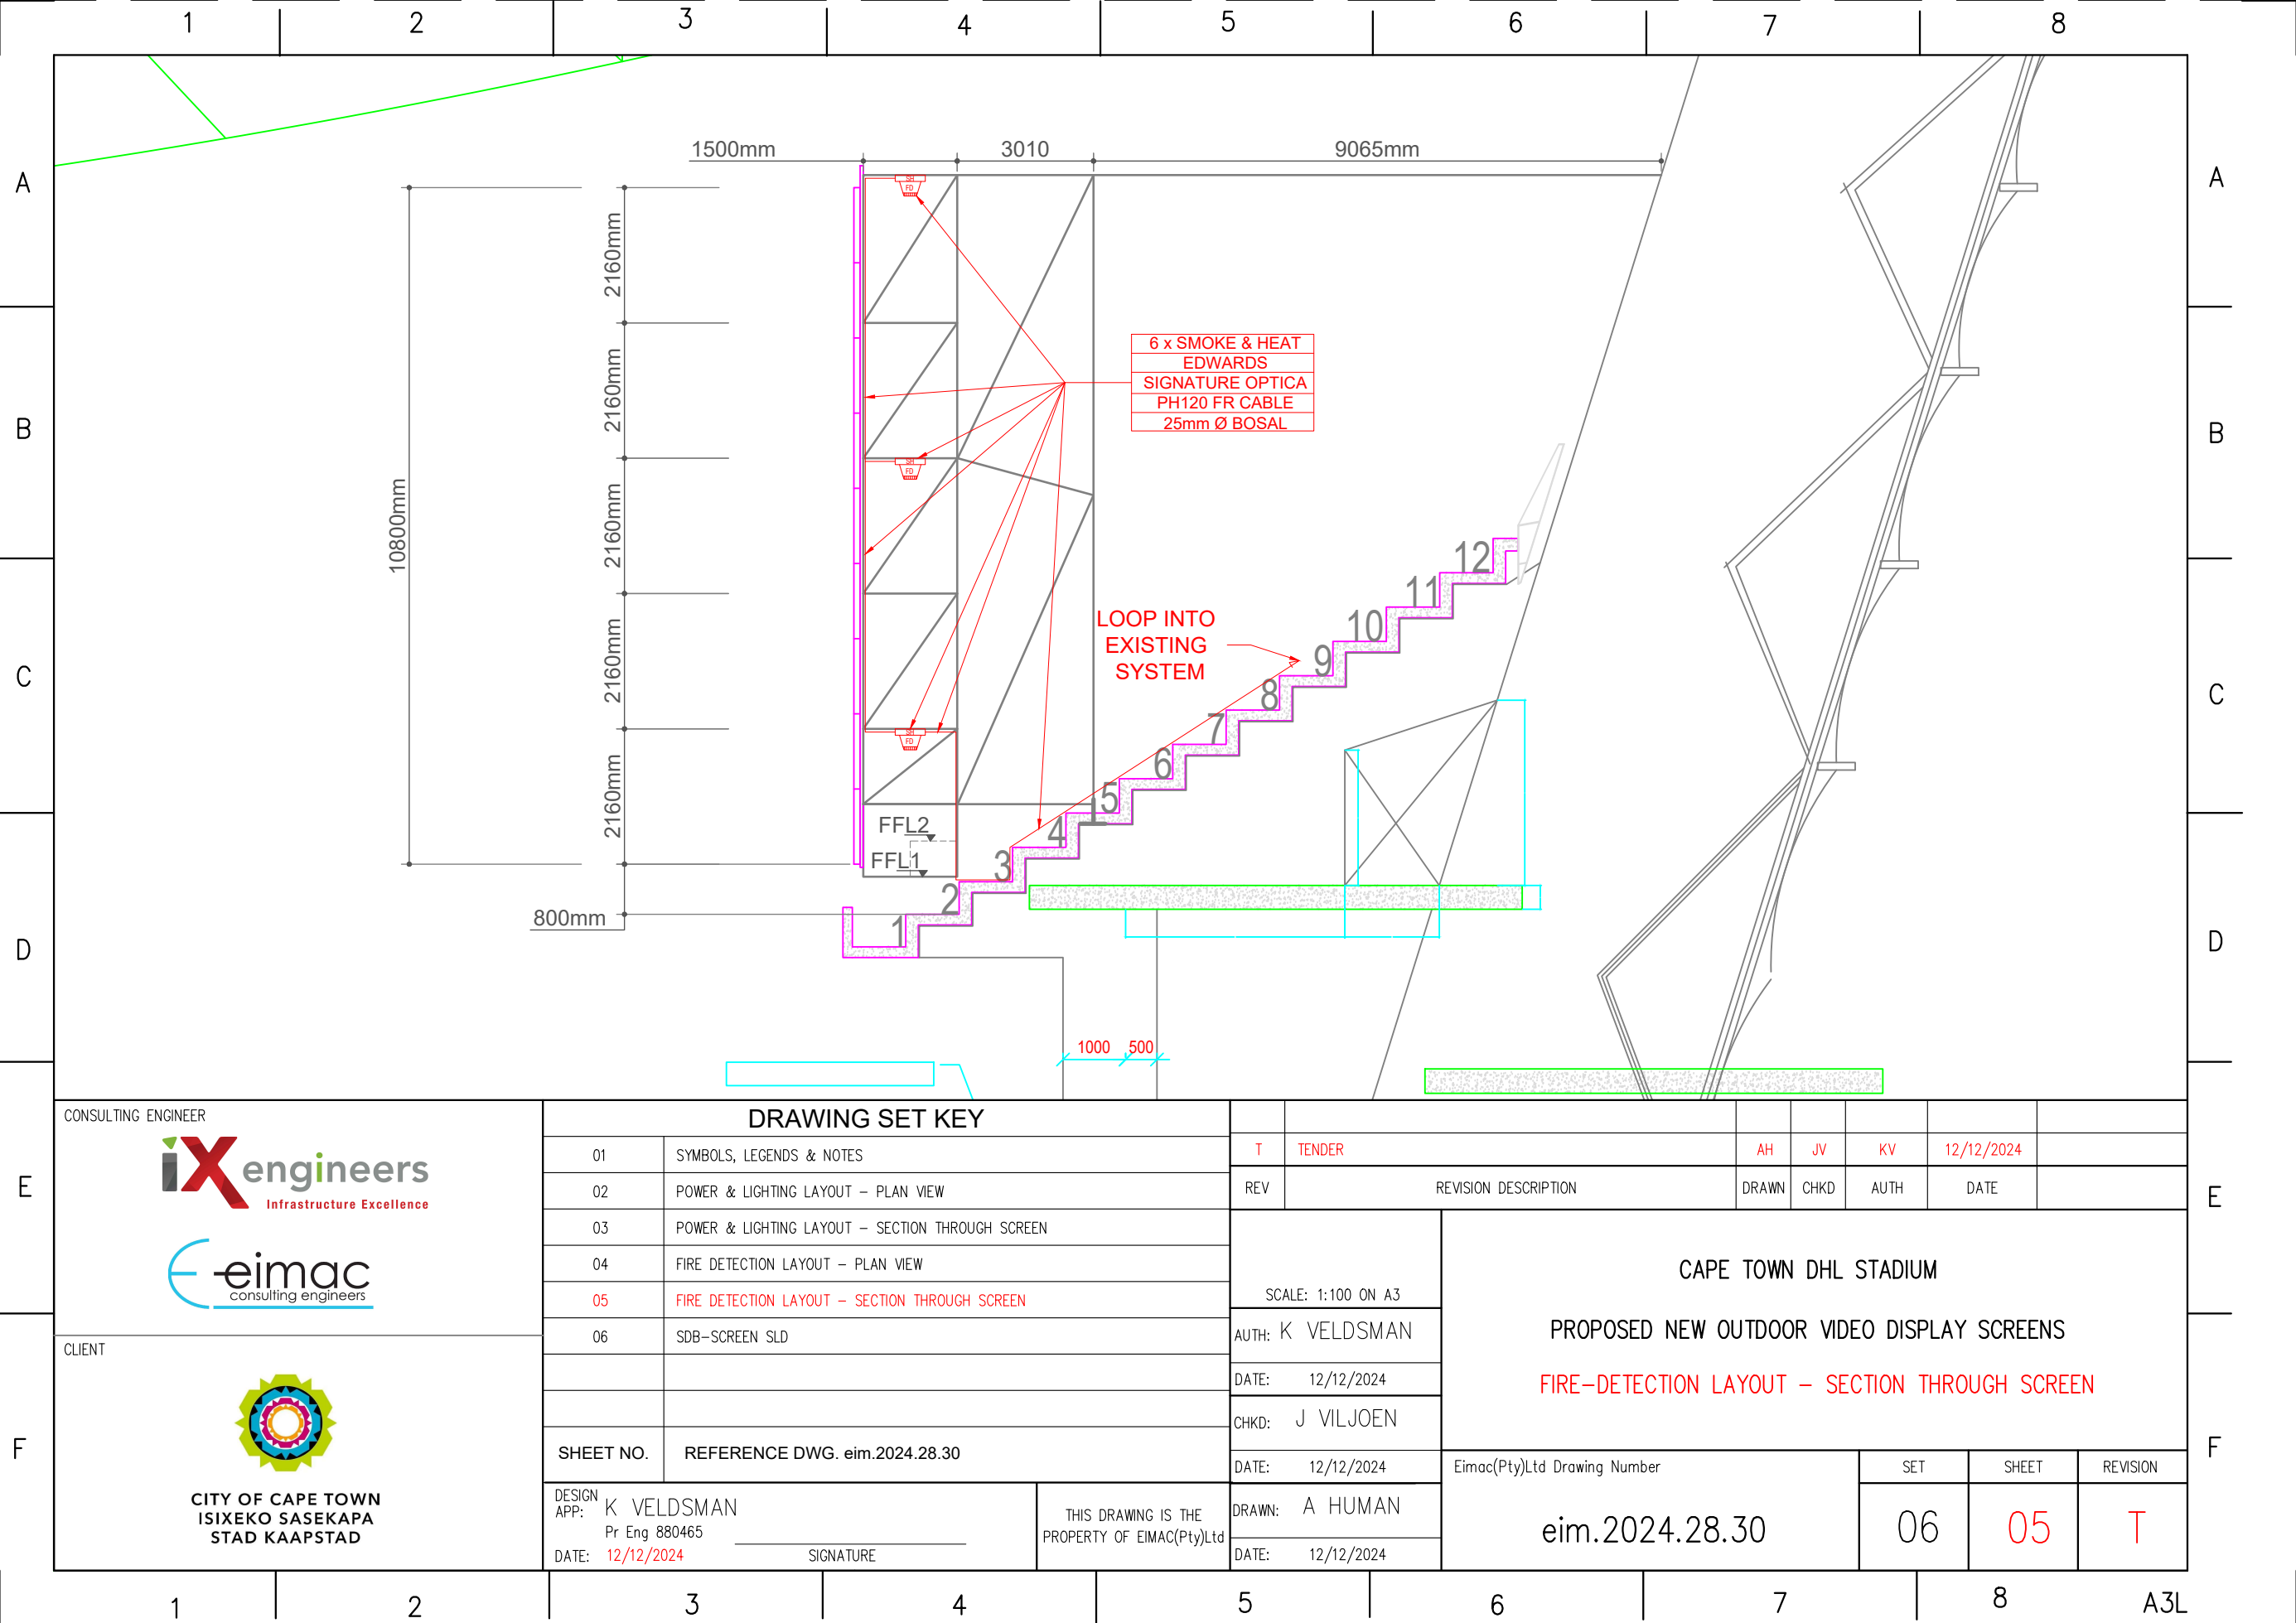 1 2 3 4 5 6 7 8
A A
B B
C C
D D
E E
F F
1500mm 3010 9065mm
2160mm
2160mm
2160mm
2160mm
2160mm
10800mm
800mm
SH
FD
SH
FD
SH
FD
6 x SMOKE & HEAT
EDWARDS
SIGNATURE OPTICA
PH120 FR CABLE
25mm Ø BOSAL
LOOP INTO
EXISTING
SYSTEM
12
11
10
9
8
7
6
5
4
3
2
1
FFL2
FFL1
1000 500
CONSULTING ENGINEER
iX engineers
Infrastructure Excellence
eimac
consulting engineers
CLIENT
CITY OF CAPE TOWN
ISIXEKO SASEKAPA
STAD KAAPSTAD
DRAWING SET KEY
01 SYMBOLS, LEGENDS & NOTES
02 POWER & LIGHTING LAYOUT – PLAN VIEW
03 POWER & LIGHTING LAYOUT – SECTION THROUGH SCREEN
04 FIRE DETECTION LAYOUT – PLAN VIEW
05 FIRE DETECTION LAYOUT – SECTION THROUGH SCREEN
06 SDB-SCREEN SLD
SHEET NO. REFERENCE DWG. eim.2024.28.30
DESIGN
APP: K VELDSMAN
Pr Eng 880465
DATE: 12/12/2024 SIGNATURE
THIS DRAWING IS THE
PROPERTY OF EIMAC(Pty)Ltd
T TENDER AH JV KV 12/12/2024
REV REVISION DESCRIPTION DRAWN CHKD AUTH DATE
SCALE: 1:100 ON A3
AUTH: K VELDSMAN
DATE: 12/12/2024
CHKD: J VILJOEN
DATE: 12/12/2024
DRAWN: A HUMAN
DATE: 12/12/2024
CAPE TOWN DHL STADIUM
PROPOSED NEW OUTDOOR VIDEO DISPLAY SCREENS
FIRE-DETECTION LAYOUT – SECTION THROUGH SCREEN
Eimac(Pty)Ltd Drawing Number SET SHEET REVISION
eim.2024.28.30 06 05 T
1 2 3 4 5 6 7 8 A3L